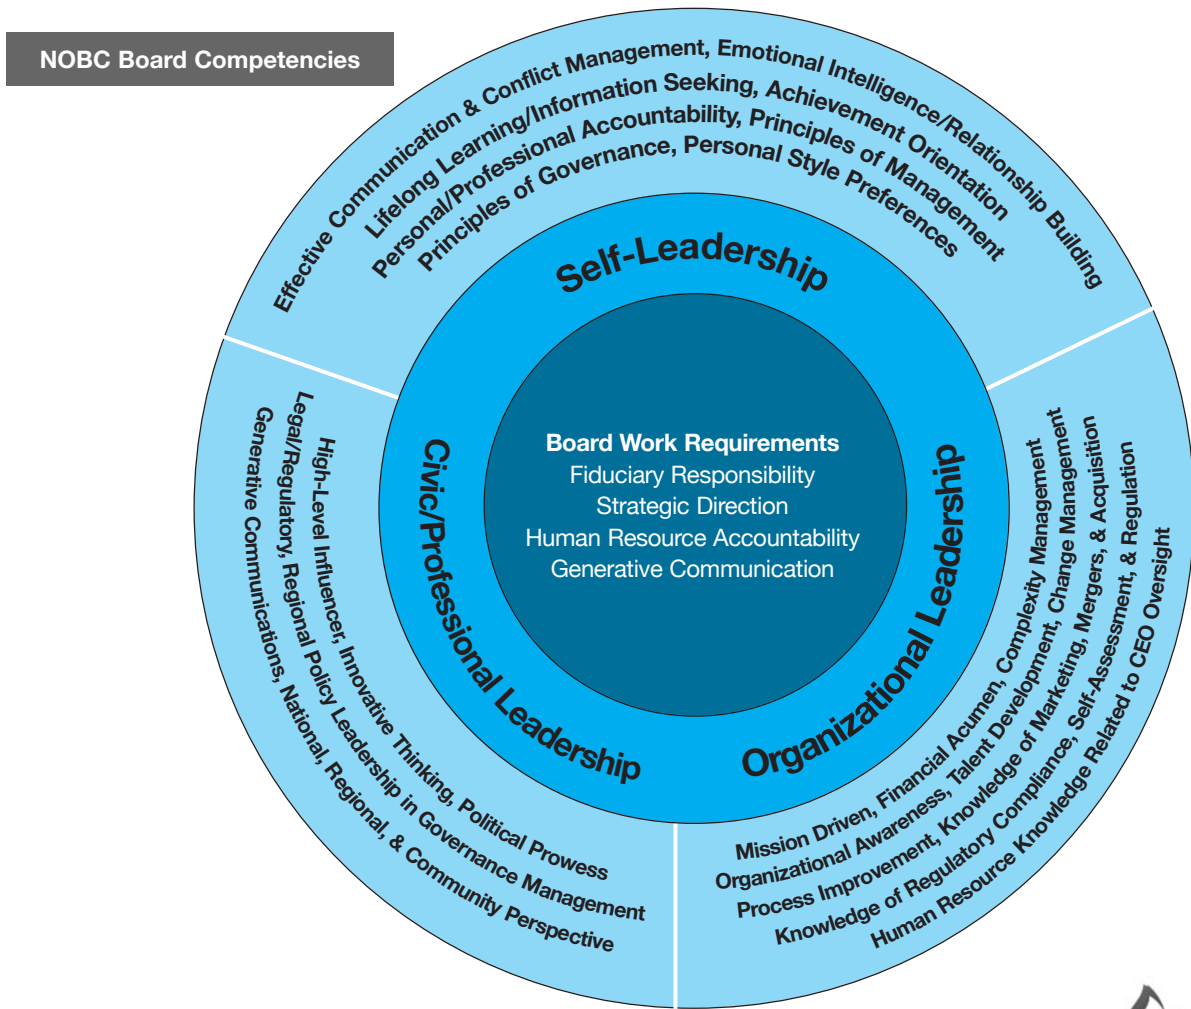 NOBC Board Competencies
Effective Communication & Conflict Management, Emotional Intelligence/Relationship Building
Lifelong Learning/Information Seeking, Achievement Orientation
Personal/Professional Accountability, Principles of Management
Principles of Governance, Personal Style Preferences
Self-Leadership
Board Work Requirements
Fiduciary Responsibility
Strategic Direction
Human Resource Accountability
Generative Communication
Civic/Professional Leadership
High-Level Influencer, Innovative Thinking, Political Prowess
Legal/Regulatory, Regional Policy Leadership in Governance Management
Generative Communications, National, Regional, & Community Perspective
Organizational Leadership
Mission Driven, Financial Acumen, Complexity Management
Organizational Awareness, Talent Development, Change Management
Process Improvement, Knowledge of Marketing, Mergers, & Acquisition
Knowledge of Regulatory Compliance, Self-Assessment, & Regulation
Human Resource Knowledge Related to CEO Oversight